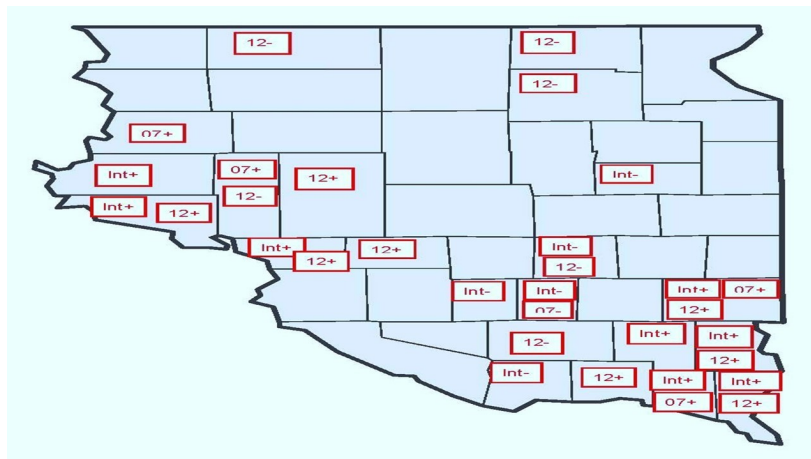 12-
12-
12-
07+
Int+
07+
12+
Int-
12-
Int+
12+
Int+
12+
12+
Int-
12-
Int-
Int-
07-
Int+
07+
12+
12-
Int+
Int+
12+
Int-
12+
Int+
Int+
07+
12+